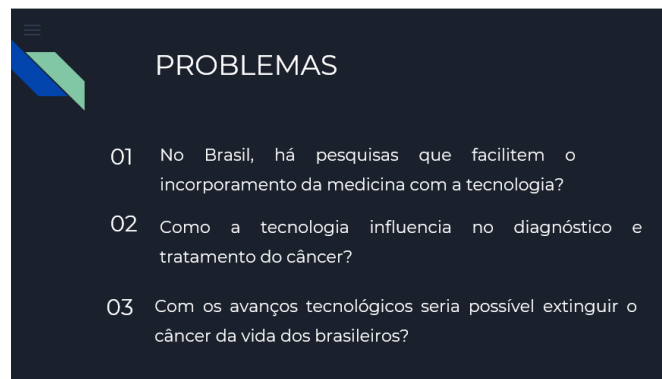 PROBLEMAS
01 No Brasil, há pesquisas que facilitem o
incorporamento da medicina com a tecnologia?
02 Como a tecnologia influencia no diagnóstico e
tratamento do câncer?
03 Com os avanços tecnológicos seria possível extinguir o
câncer da vida dos brasileiros?